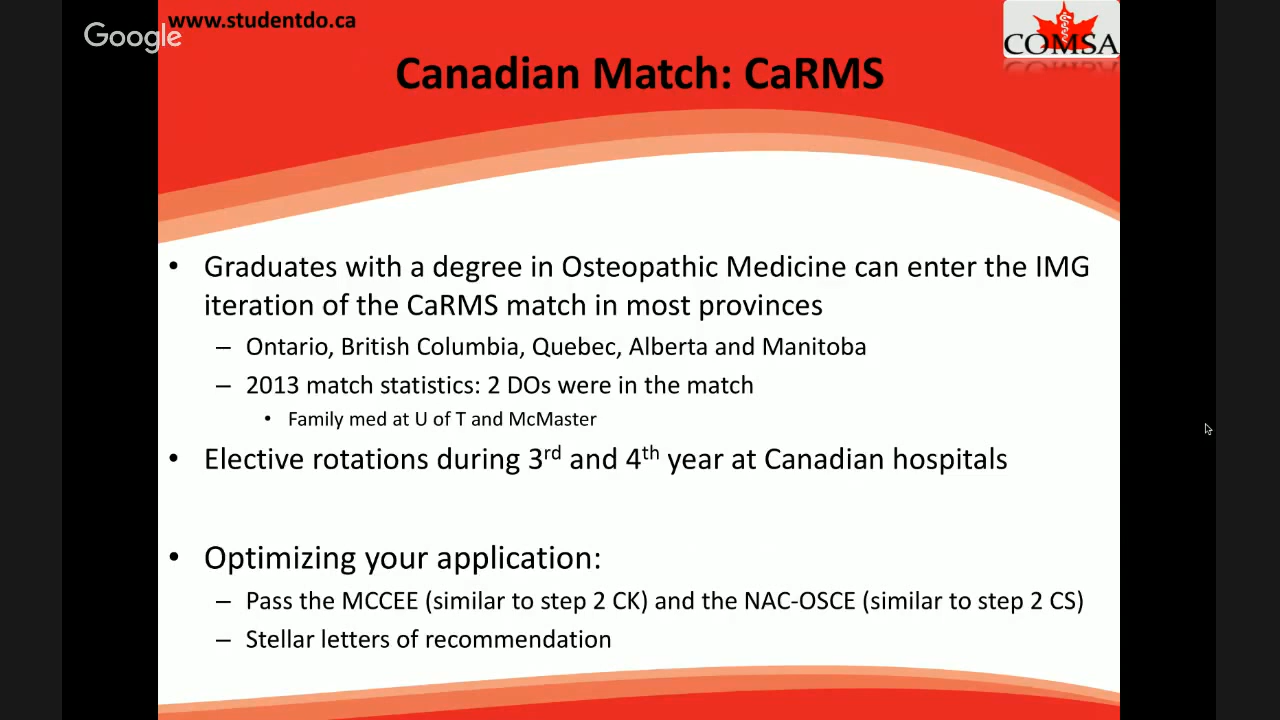 www.studentdo.ca
Google
COMSA
Canadian Match: CaRMS
• Graduates with a degree in Osteopathic Medicine can enter the IMG
iteration of the CaRMS match in most provinces
– Ontario, British Columbia, Quebec, Alberta and Manitoba
– 2013 match statistics: 2 DOs were in the match
• Family med at U of T and McMaster
• Elective rotations during 3rd and 4th year at Canadian hospitals
• Optimizing your application:
– Pass the MCCEE (similar to step 2 CK) and the NAC-OSCE (similar to step 2 CS)
– Stellar letters of recommendation